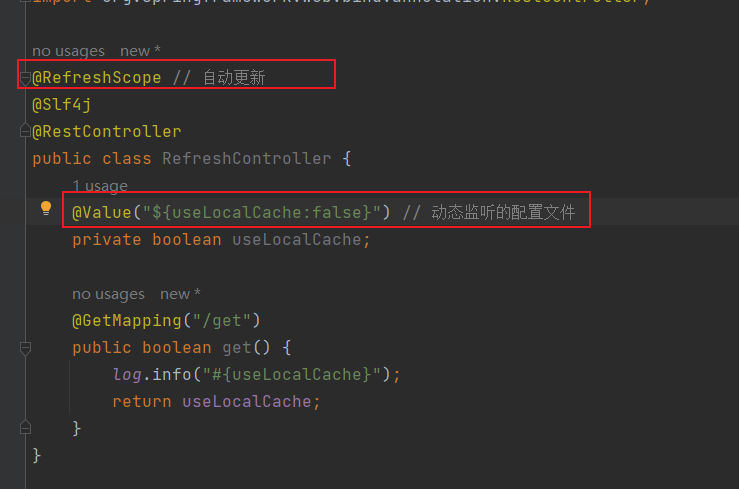 import org.springframework.web.bind.annotation.RestController;
no usages   new *
@RefreshScope // 自动更新
@Slf4j
@RestController
public class RefreshController {
1 usage
@Value("${useLocalCache:false}") // 动态监听的配置文件
private boolean useLocalCache;
no usages   new *
@GetMapping("/get")
public boolean get() {
log.info("#{useLocalCache}");
return useLocalCache;
}
}